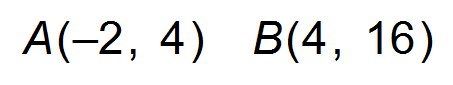 A(–2, 4) B(4, 16)